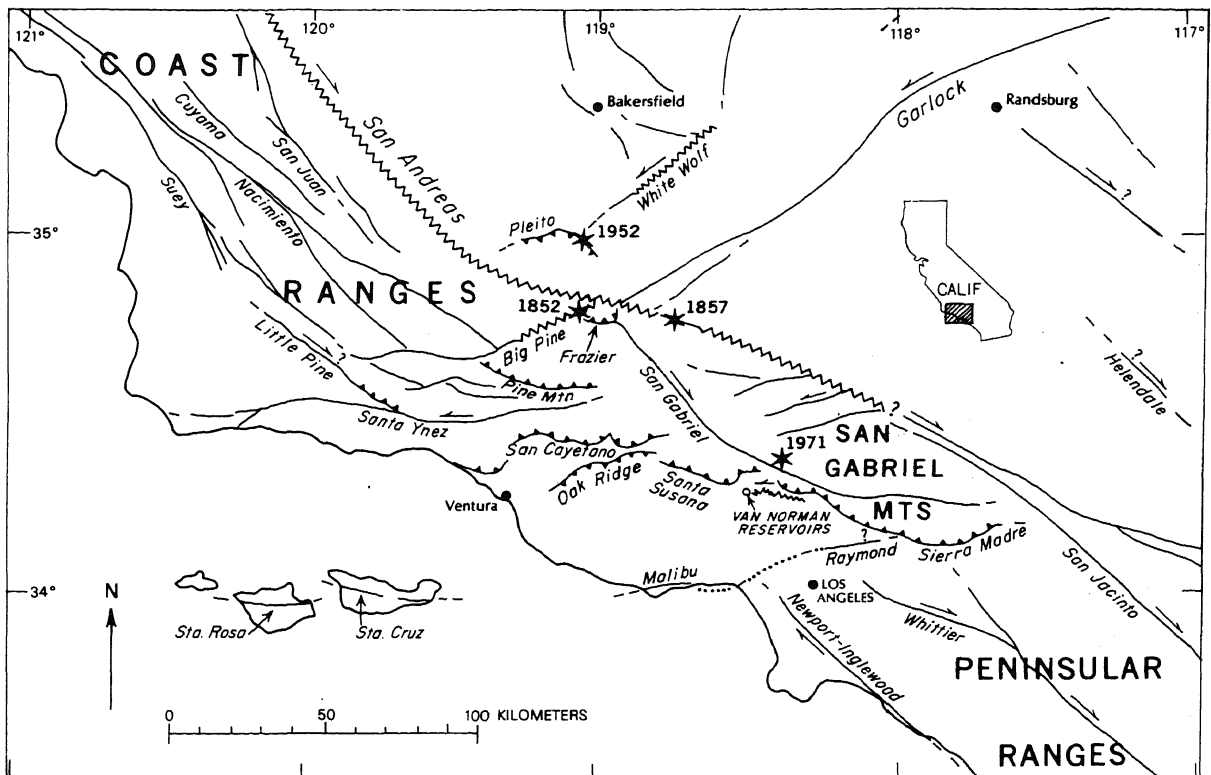 121°
120°
119°
118°
117°
COAST
Bakersfield
Garlock
Randsburg
Cuyama
San Juan
San Andreas
White Wolf
?
Suey
Nacimiento
Pleito
1952
35°
RANGES
1852
1857
CALIF
Big Pine
Frazier
Little Pine
?
Pine Mtn
San Gabriel
?
Helendale
Santa Ynez
?
1971
SAN
GABRIEL
MTS
San Cayetano
Oak Ridge
Santa
Susana
Ventura
VAN NORMAN
RESERVOIRS
?
Raymond
Sierra Madre
N
34°
Malibu
LOS
ANGELES
San Jacinto
Sta. Rosa
Sta. Cruz
Whittier
Newport-Inglewood
PENINSULAR
RANGES
0 50 100 KILOMETERS